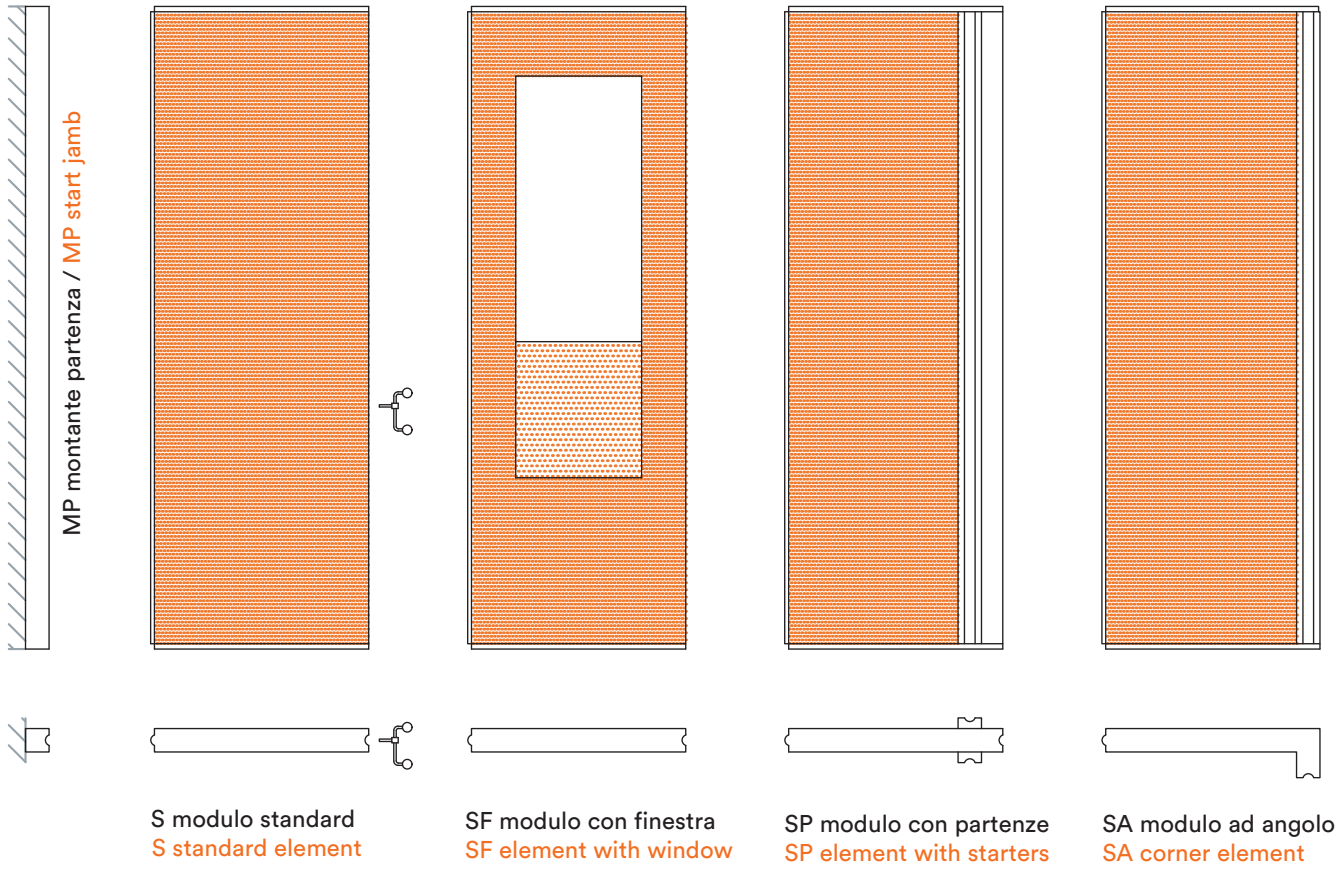 MP montante partenza / MP start jamb
S modulo standard
S standard element
SF modulo con finestra
SF element with window
SP modulo con partenze
SP element with starters
SA modulo ad angolo
SA corner element